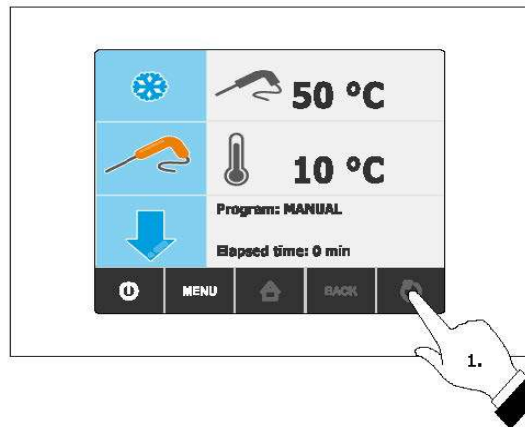 50 °C
10 °C
Program: MANUAL
Elapsed time: 0 min
MENU
BACK
1.